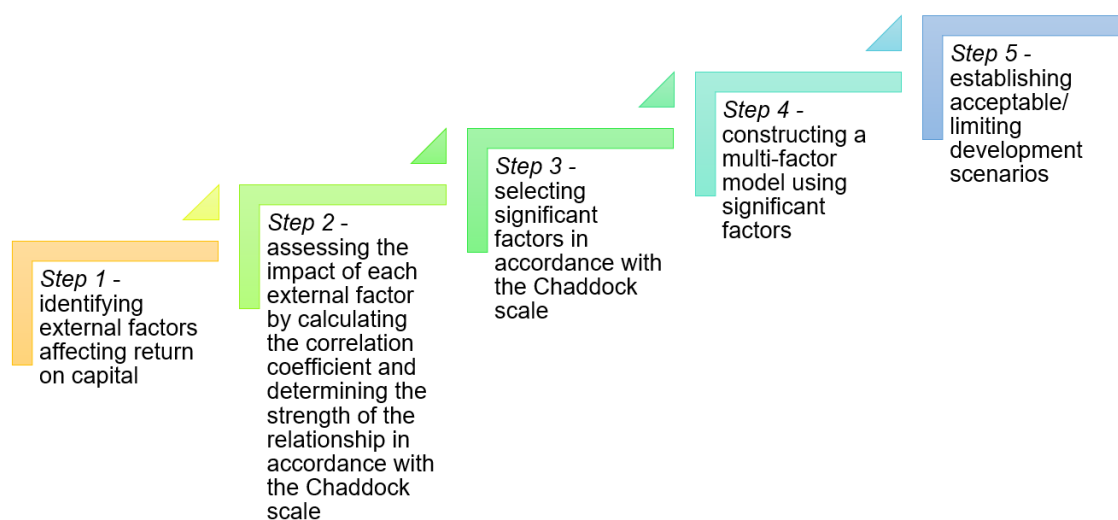 Step 1 -
identifying
external factors
affecting return
on capital
Step 2 -
assessing the
impact of each
external factor
by calculating
the correlation
coefficient and
determining the
strength of the
relationship in
accordance with
the Chaddock
scale
Step 3 -
selecting
significant
factors in
accordance with
the Chaddock
scale
Step 4 -
constructing a
multi-factor
model using
significant
factors
Step 5 -
establishing
acceptable/
limiting
development
scenarios